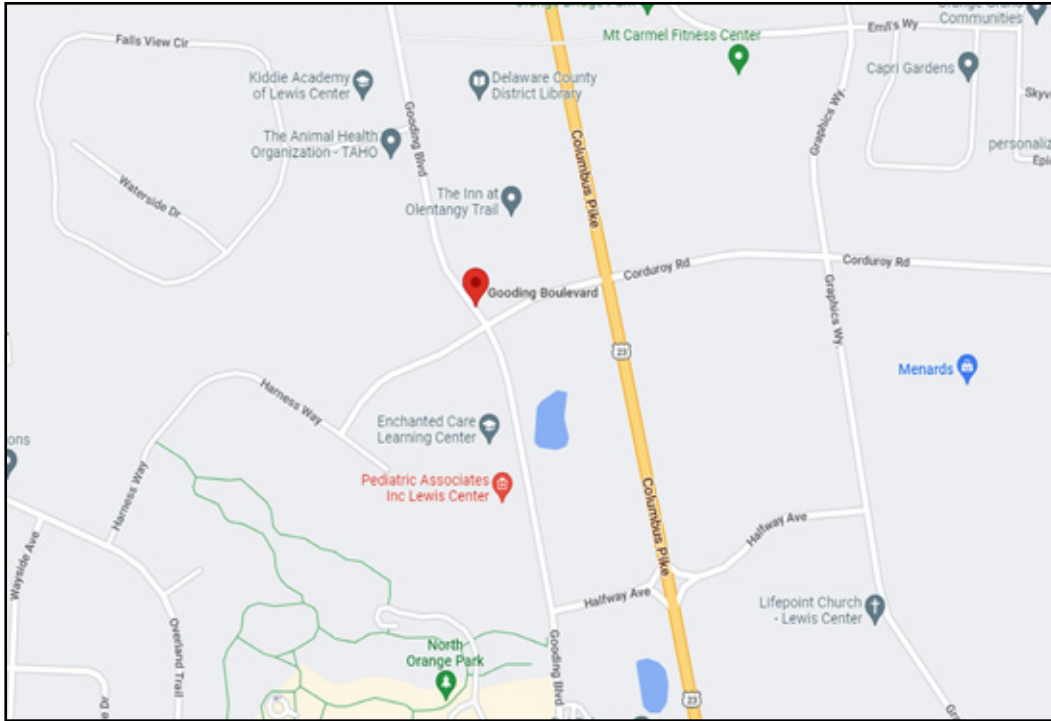 Orange Grand
Communities
Emil's Wy
Falls View Cir
Mt Carmel Fitness Center
Capri Gardens
Kiddie Academy
of Lewis Center
Delaware County
District Library
Gooding Blvd
Graphics Wy
The Animal Health
Organization - TAHO
Columbus Pike
personaliz
Waterside Dr
The Inn at
Olentangy Trail
Corduroy Rd
Corduroy Rd
Gooding Boulevard
Graphics Wy
23
Menards
Harness Way
Enchanted Care
Learning Center
ons
Pediatric Associates
Inc Lewis Center
Harness Way
Columbus Pike
Halfway Ave
Wayside Ave
Halfway Ave
Lifepoint Church
- Lewis Center
Overland Trail
Gooding Blvd
North
Orange Park
e Dr
23